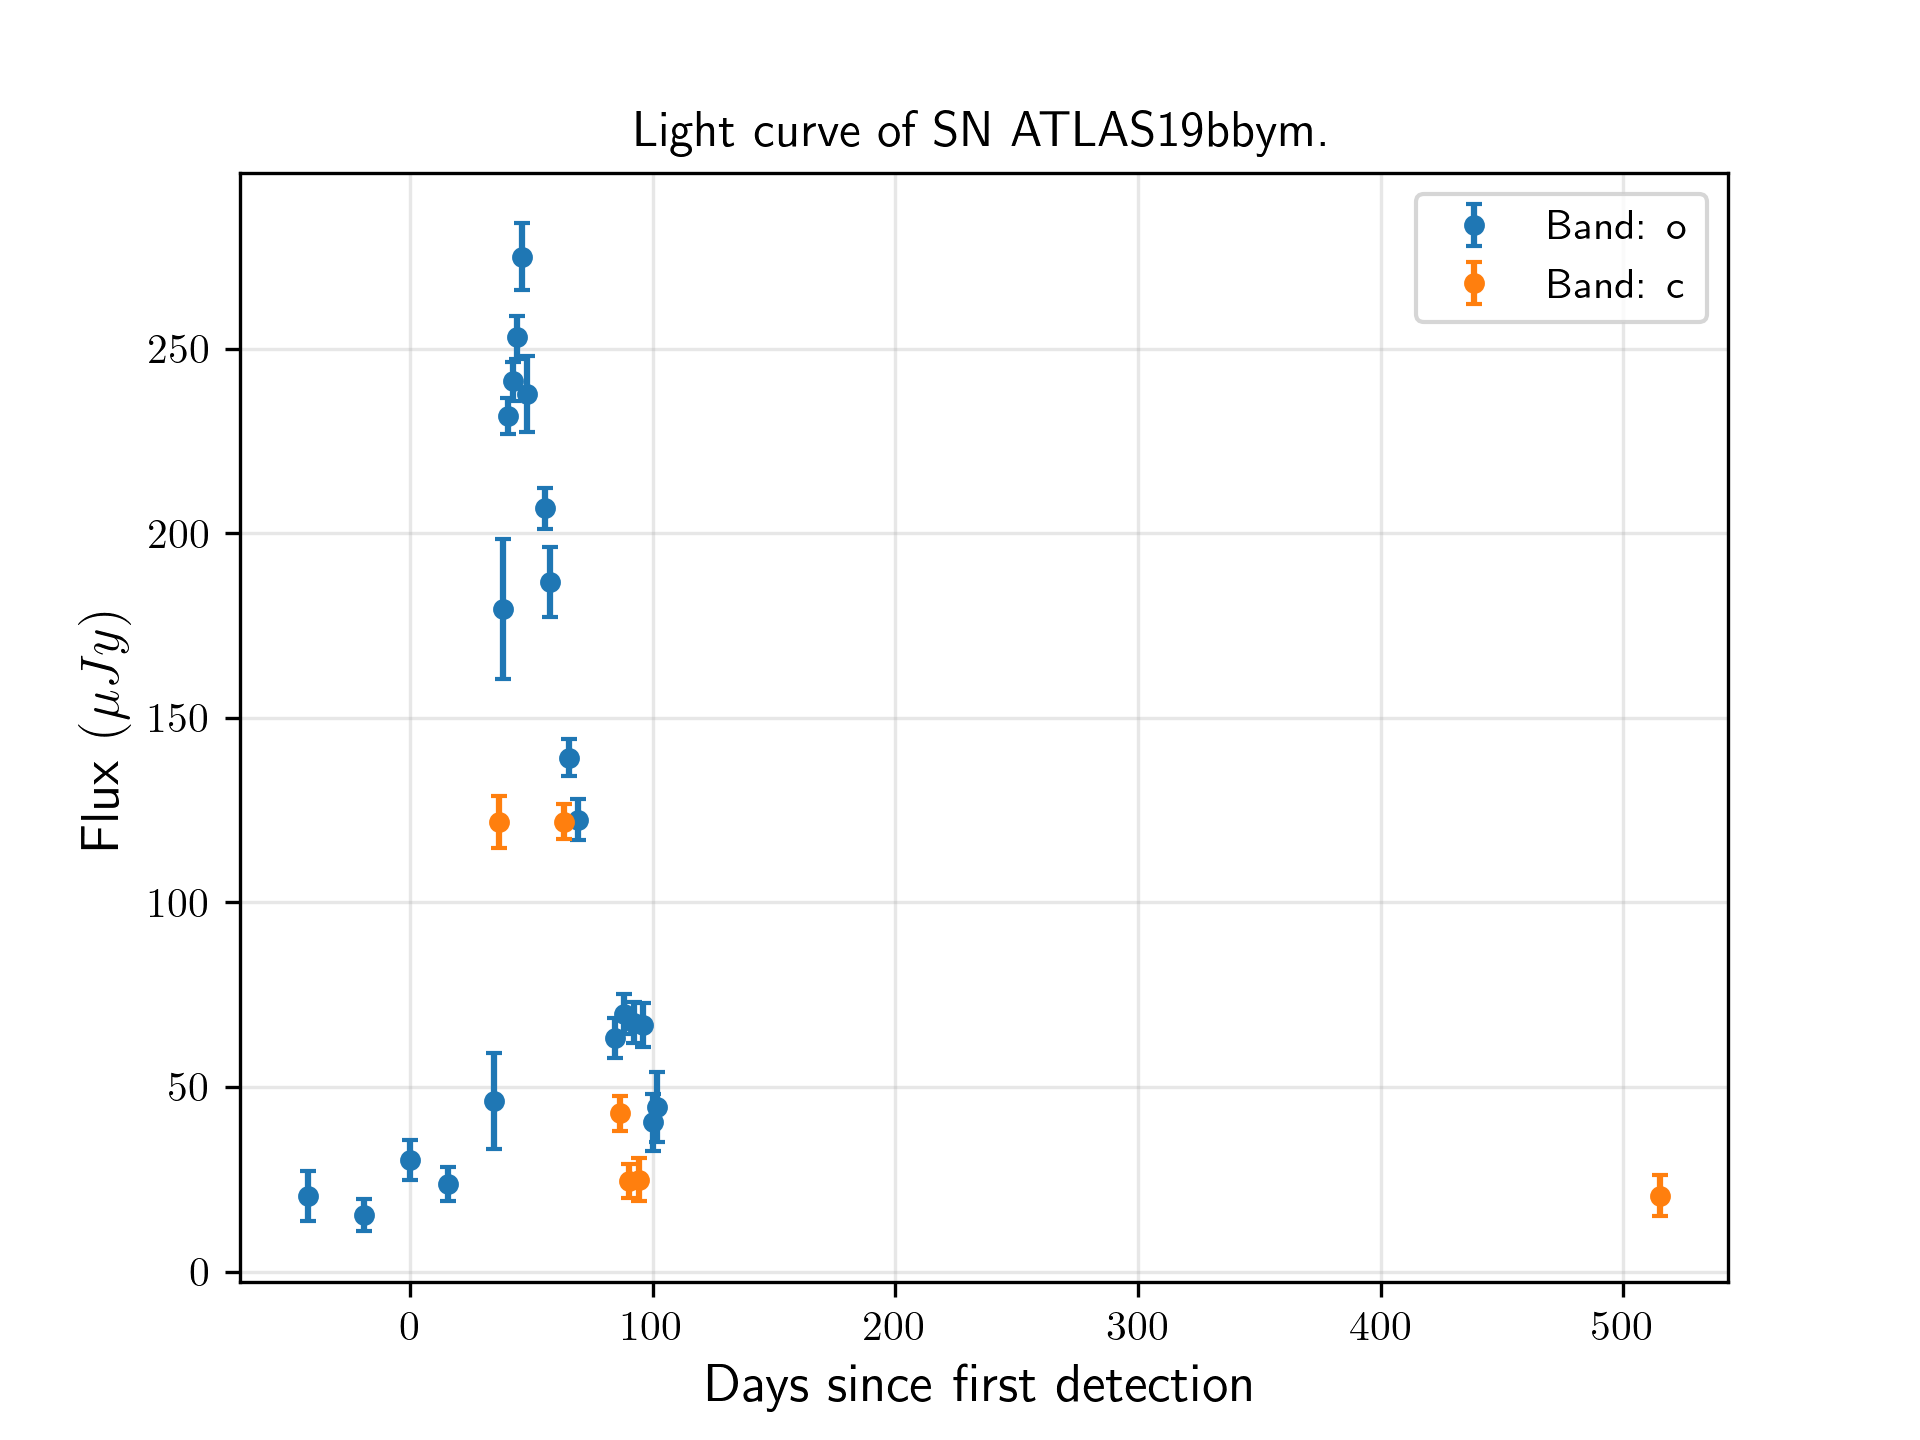 Light curve of SN ATLAS19bbym.
Band: o
Band: c
250
200
150
100
50
0
Flux (μJy)
0 100 200 300 400 500
Days since first detection